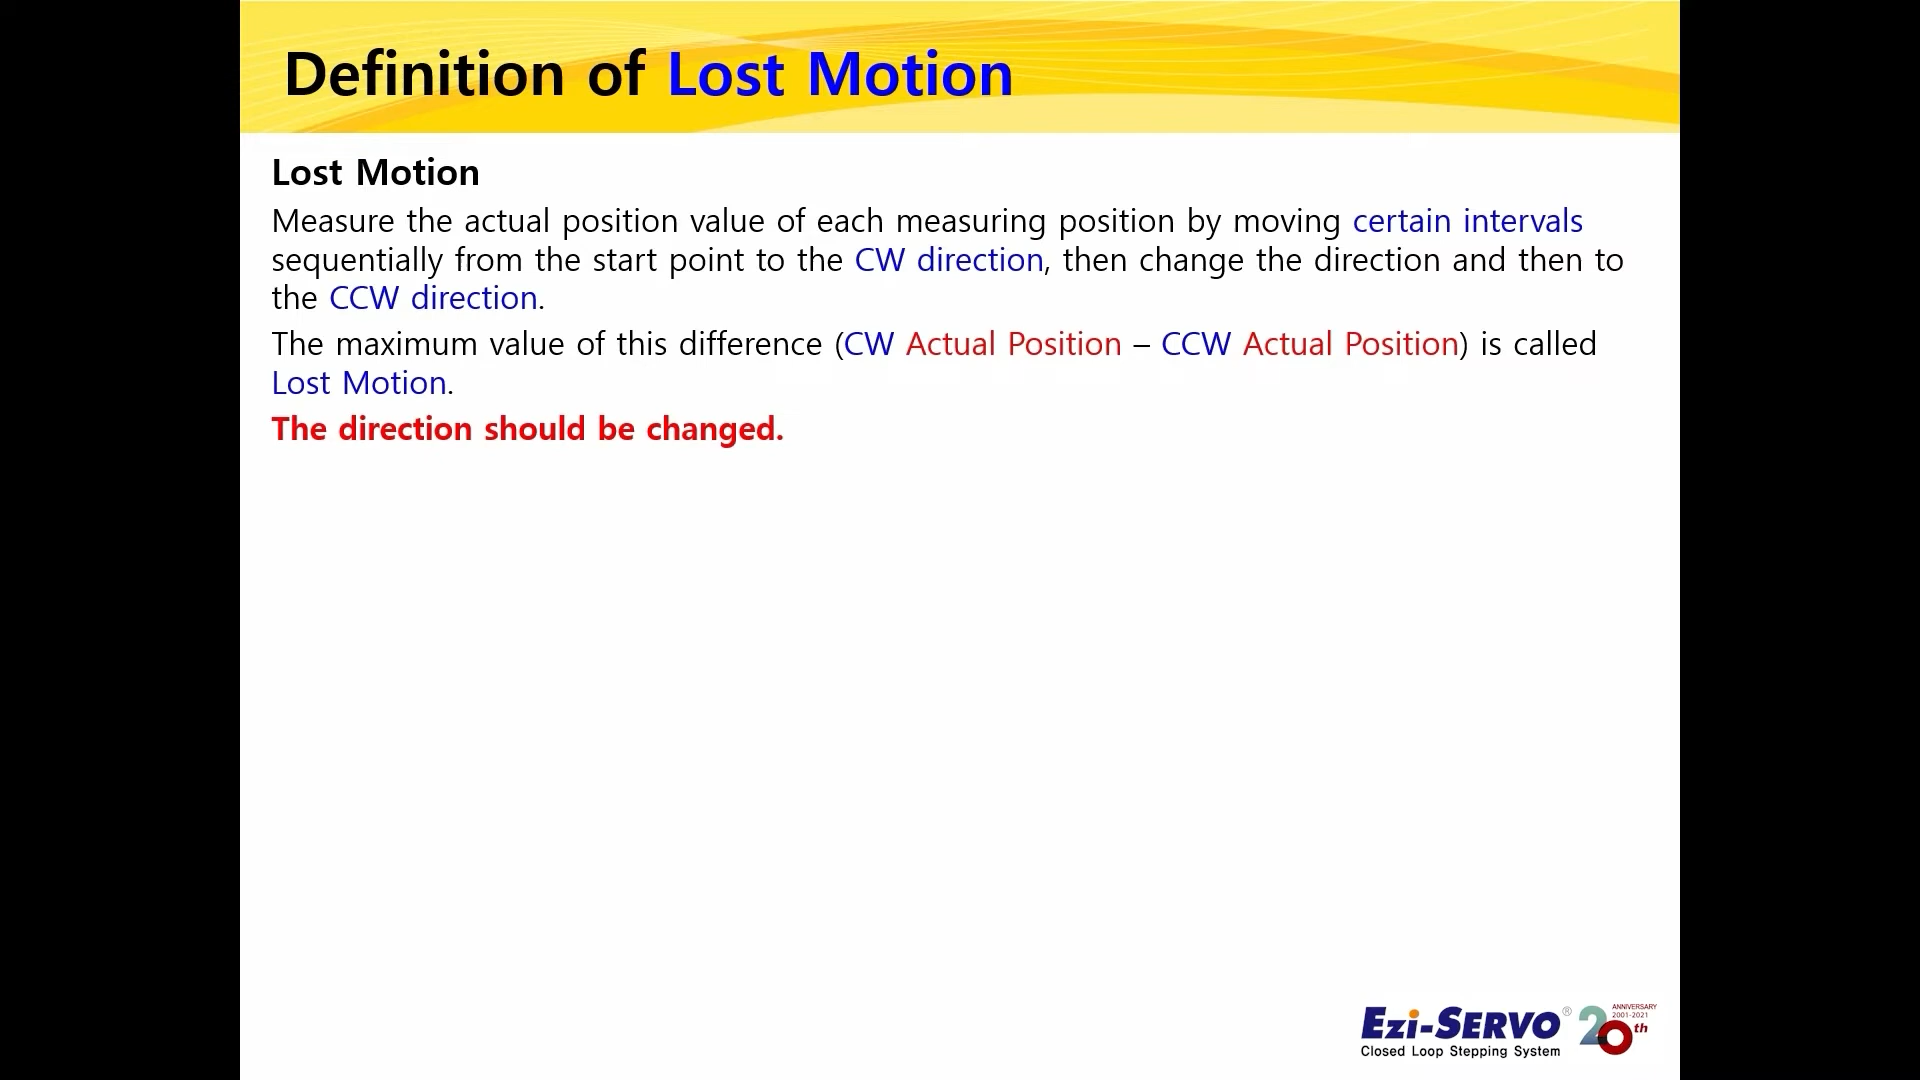 Definition of Lost Motion
Lost Motion
Measure the actual position value of each measuring position by moving certain intervals
sequentially from the start point to the CW direction, then change the direction and then to
the CCW direction.
The maximum value of this difference (CW Actual Position – CCW Actual Position) is called
Lost Motion.
The direction should be changed.
Ezi-SERVO®
Closed Loop Stepping System
20th
ANNIVERSARY
2001-2021